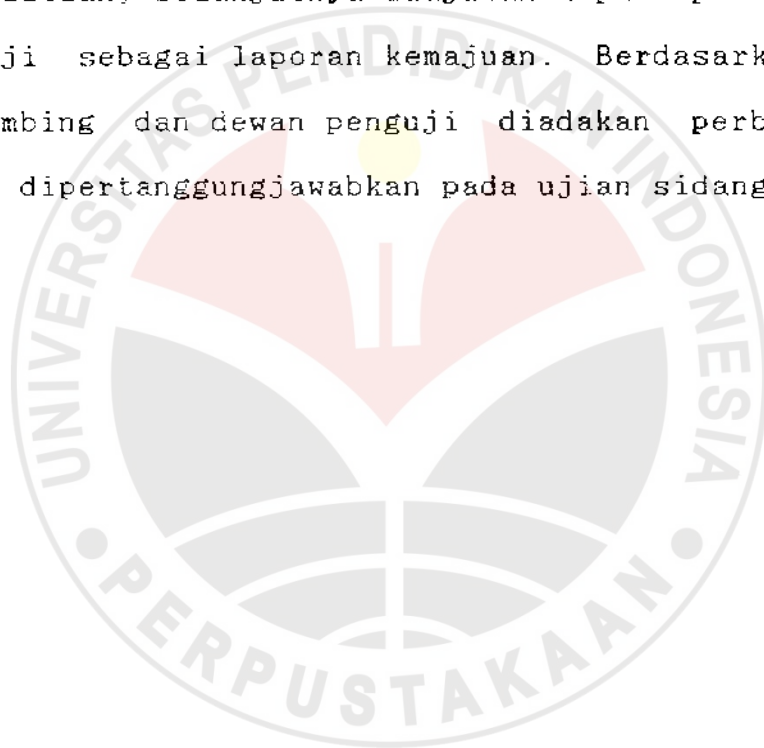 ji sebagai laporan kemajuan. Berdasark
mbing dan dewan penguji diadakan perb
dipertanggungjawabkan pada ujian sidang
UNIVERSITAS PENDIDIKAN INDONESIA
PERPUSTAKAAN